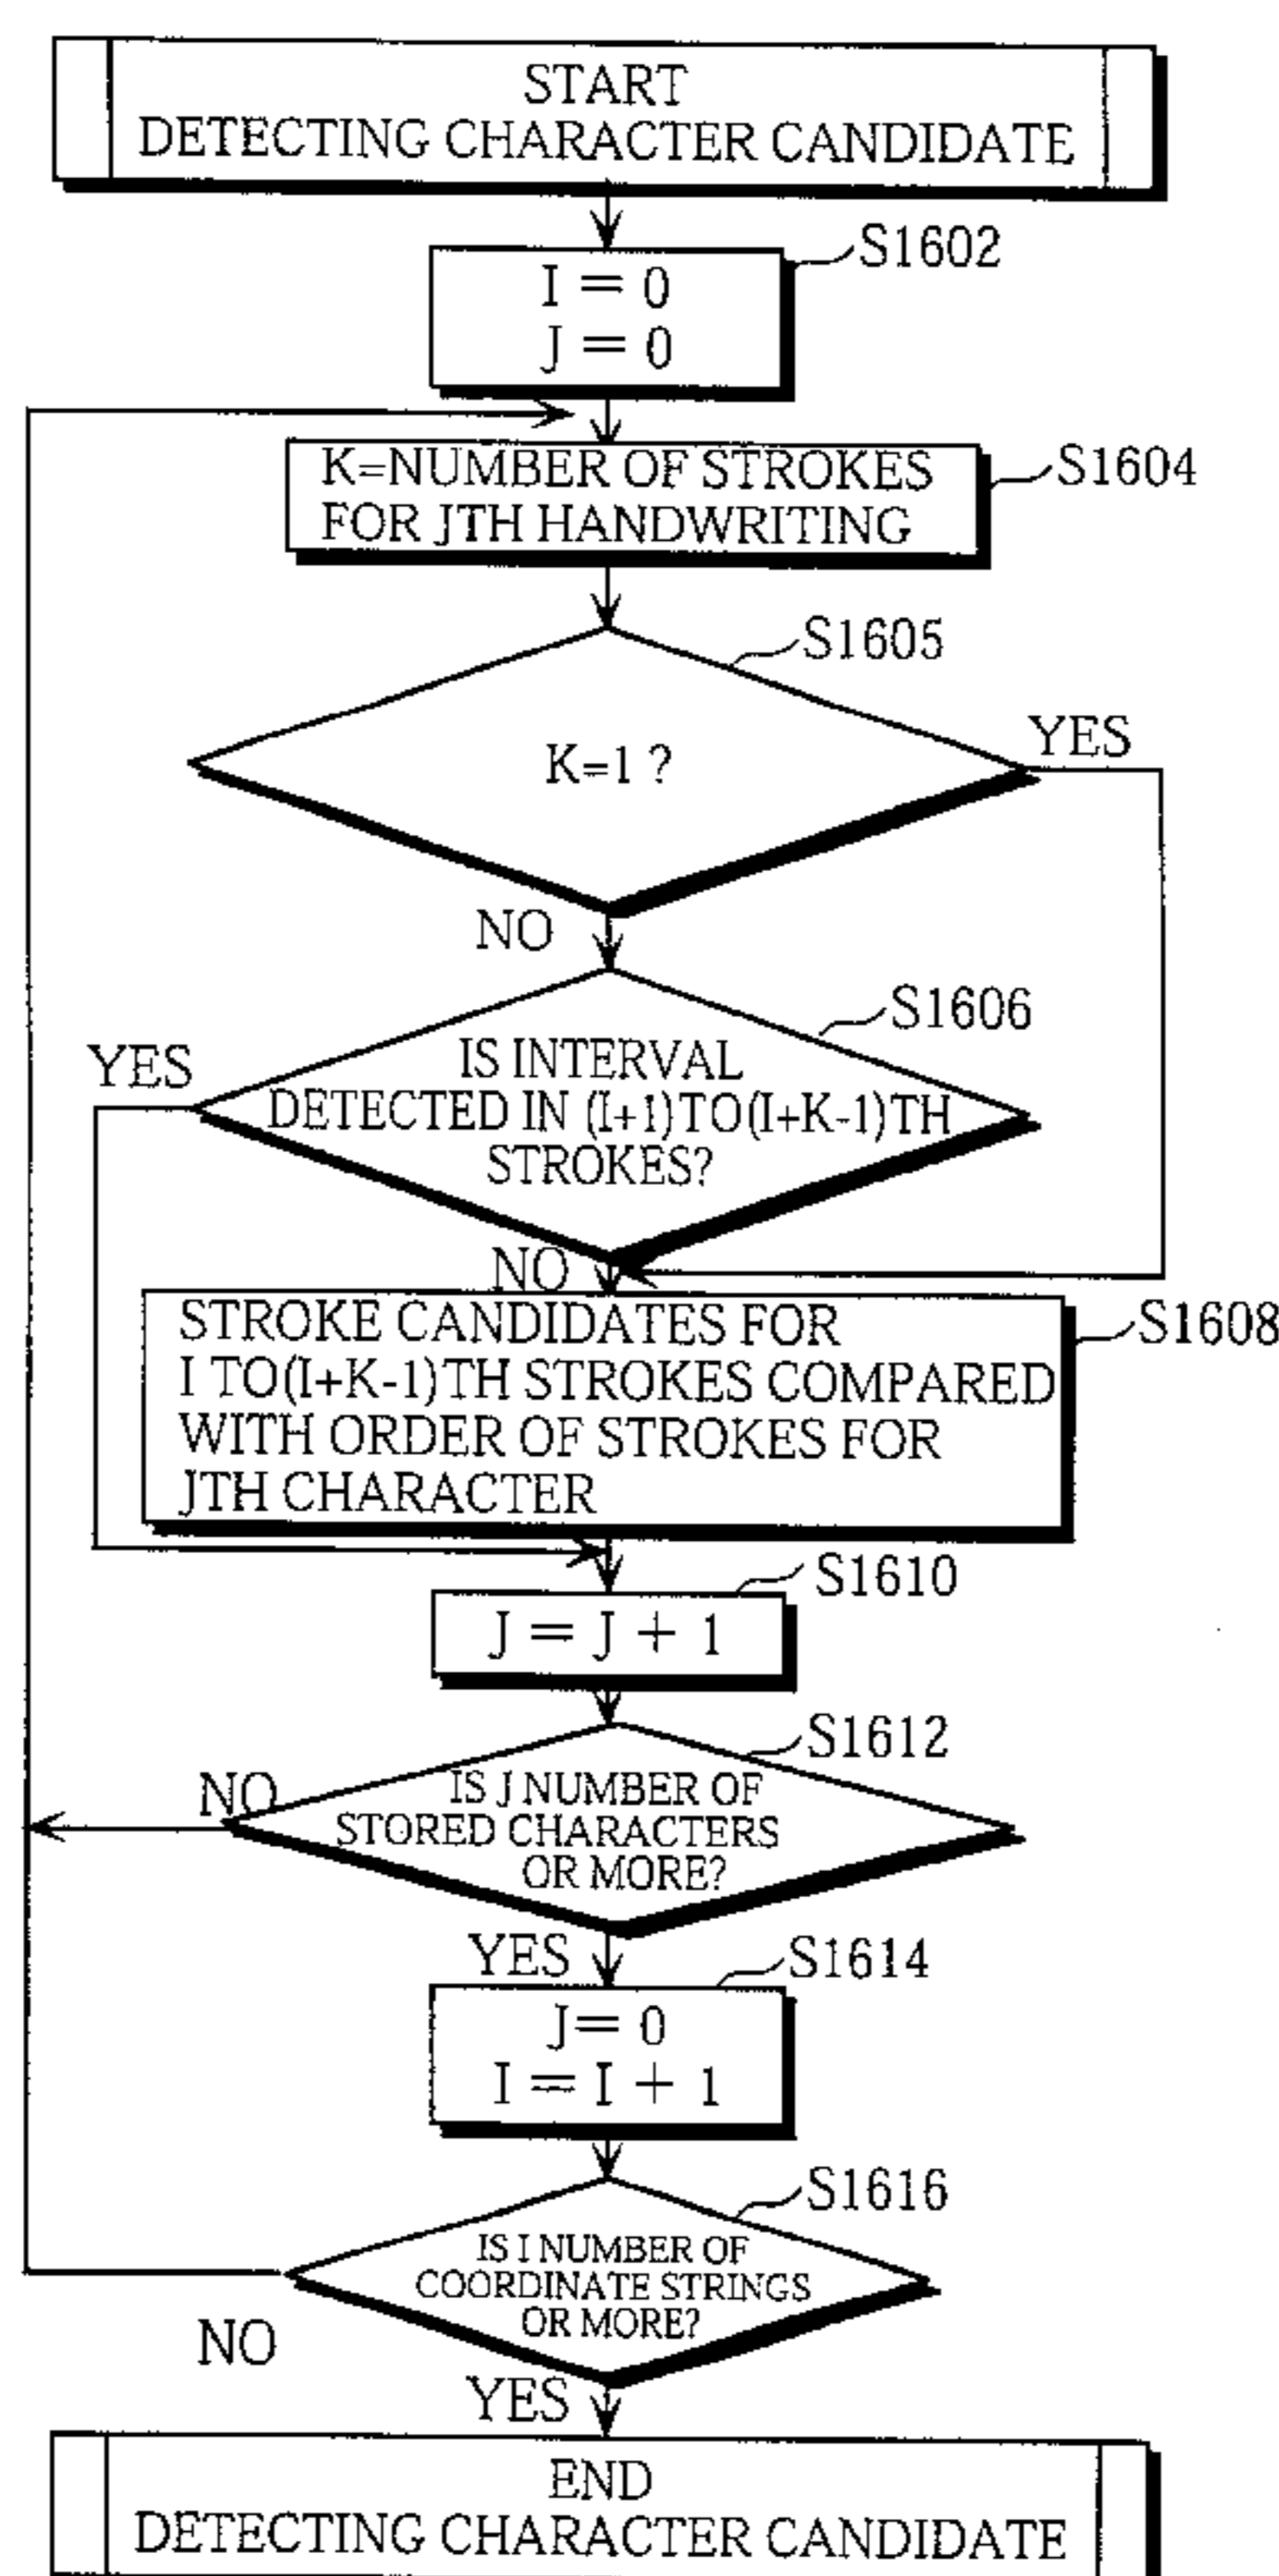 START
DETECTING CHARACTER CANDIDATE
S1602
I = 0
J = 0
K=NUMBER OF STROKES
FOR JTH HANDWRITING
S1604
S1605
K=1 ?
YES
NO
S1606
YES
IS INTERVAL
DETECTED IN (I+1)TO(I+K-1)TH
STROKES?
NO
STROKE CANDIDATES FOR
I TO(I+K-1)TH STROKES COMPARED
WITH ORDER OF STROKES FOR
JTH CHARACTER
S1608
S1610
J = J + 1
S1612
NO
IS J NUMBER OF
STORED CHARACTERS
OR MORE?
YES
S1614
J= 0
I = I + 1
S1616
IS I NUMBER OF
COORDINATE STRINGS
OR MORE?
NO
YES
END
DETECTING CHARACTER CANDIDATE